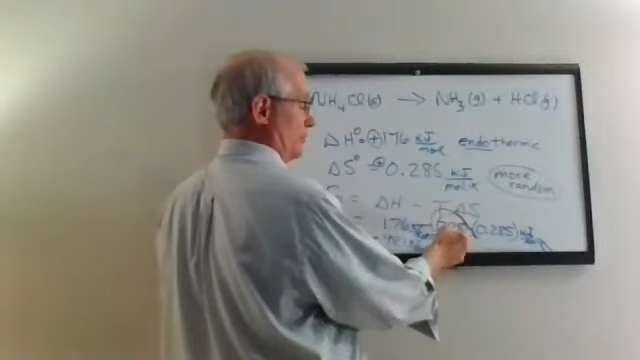 NH₄Cl(s) → NH₃(g) + HCl(g)
ΔH° = +176 kJ/mol endothermic
ΔS° = +0.285 kJ/mol·K more random
G = ΔH - TΔS
176 (0.285) kJ